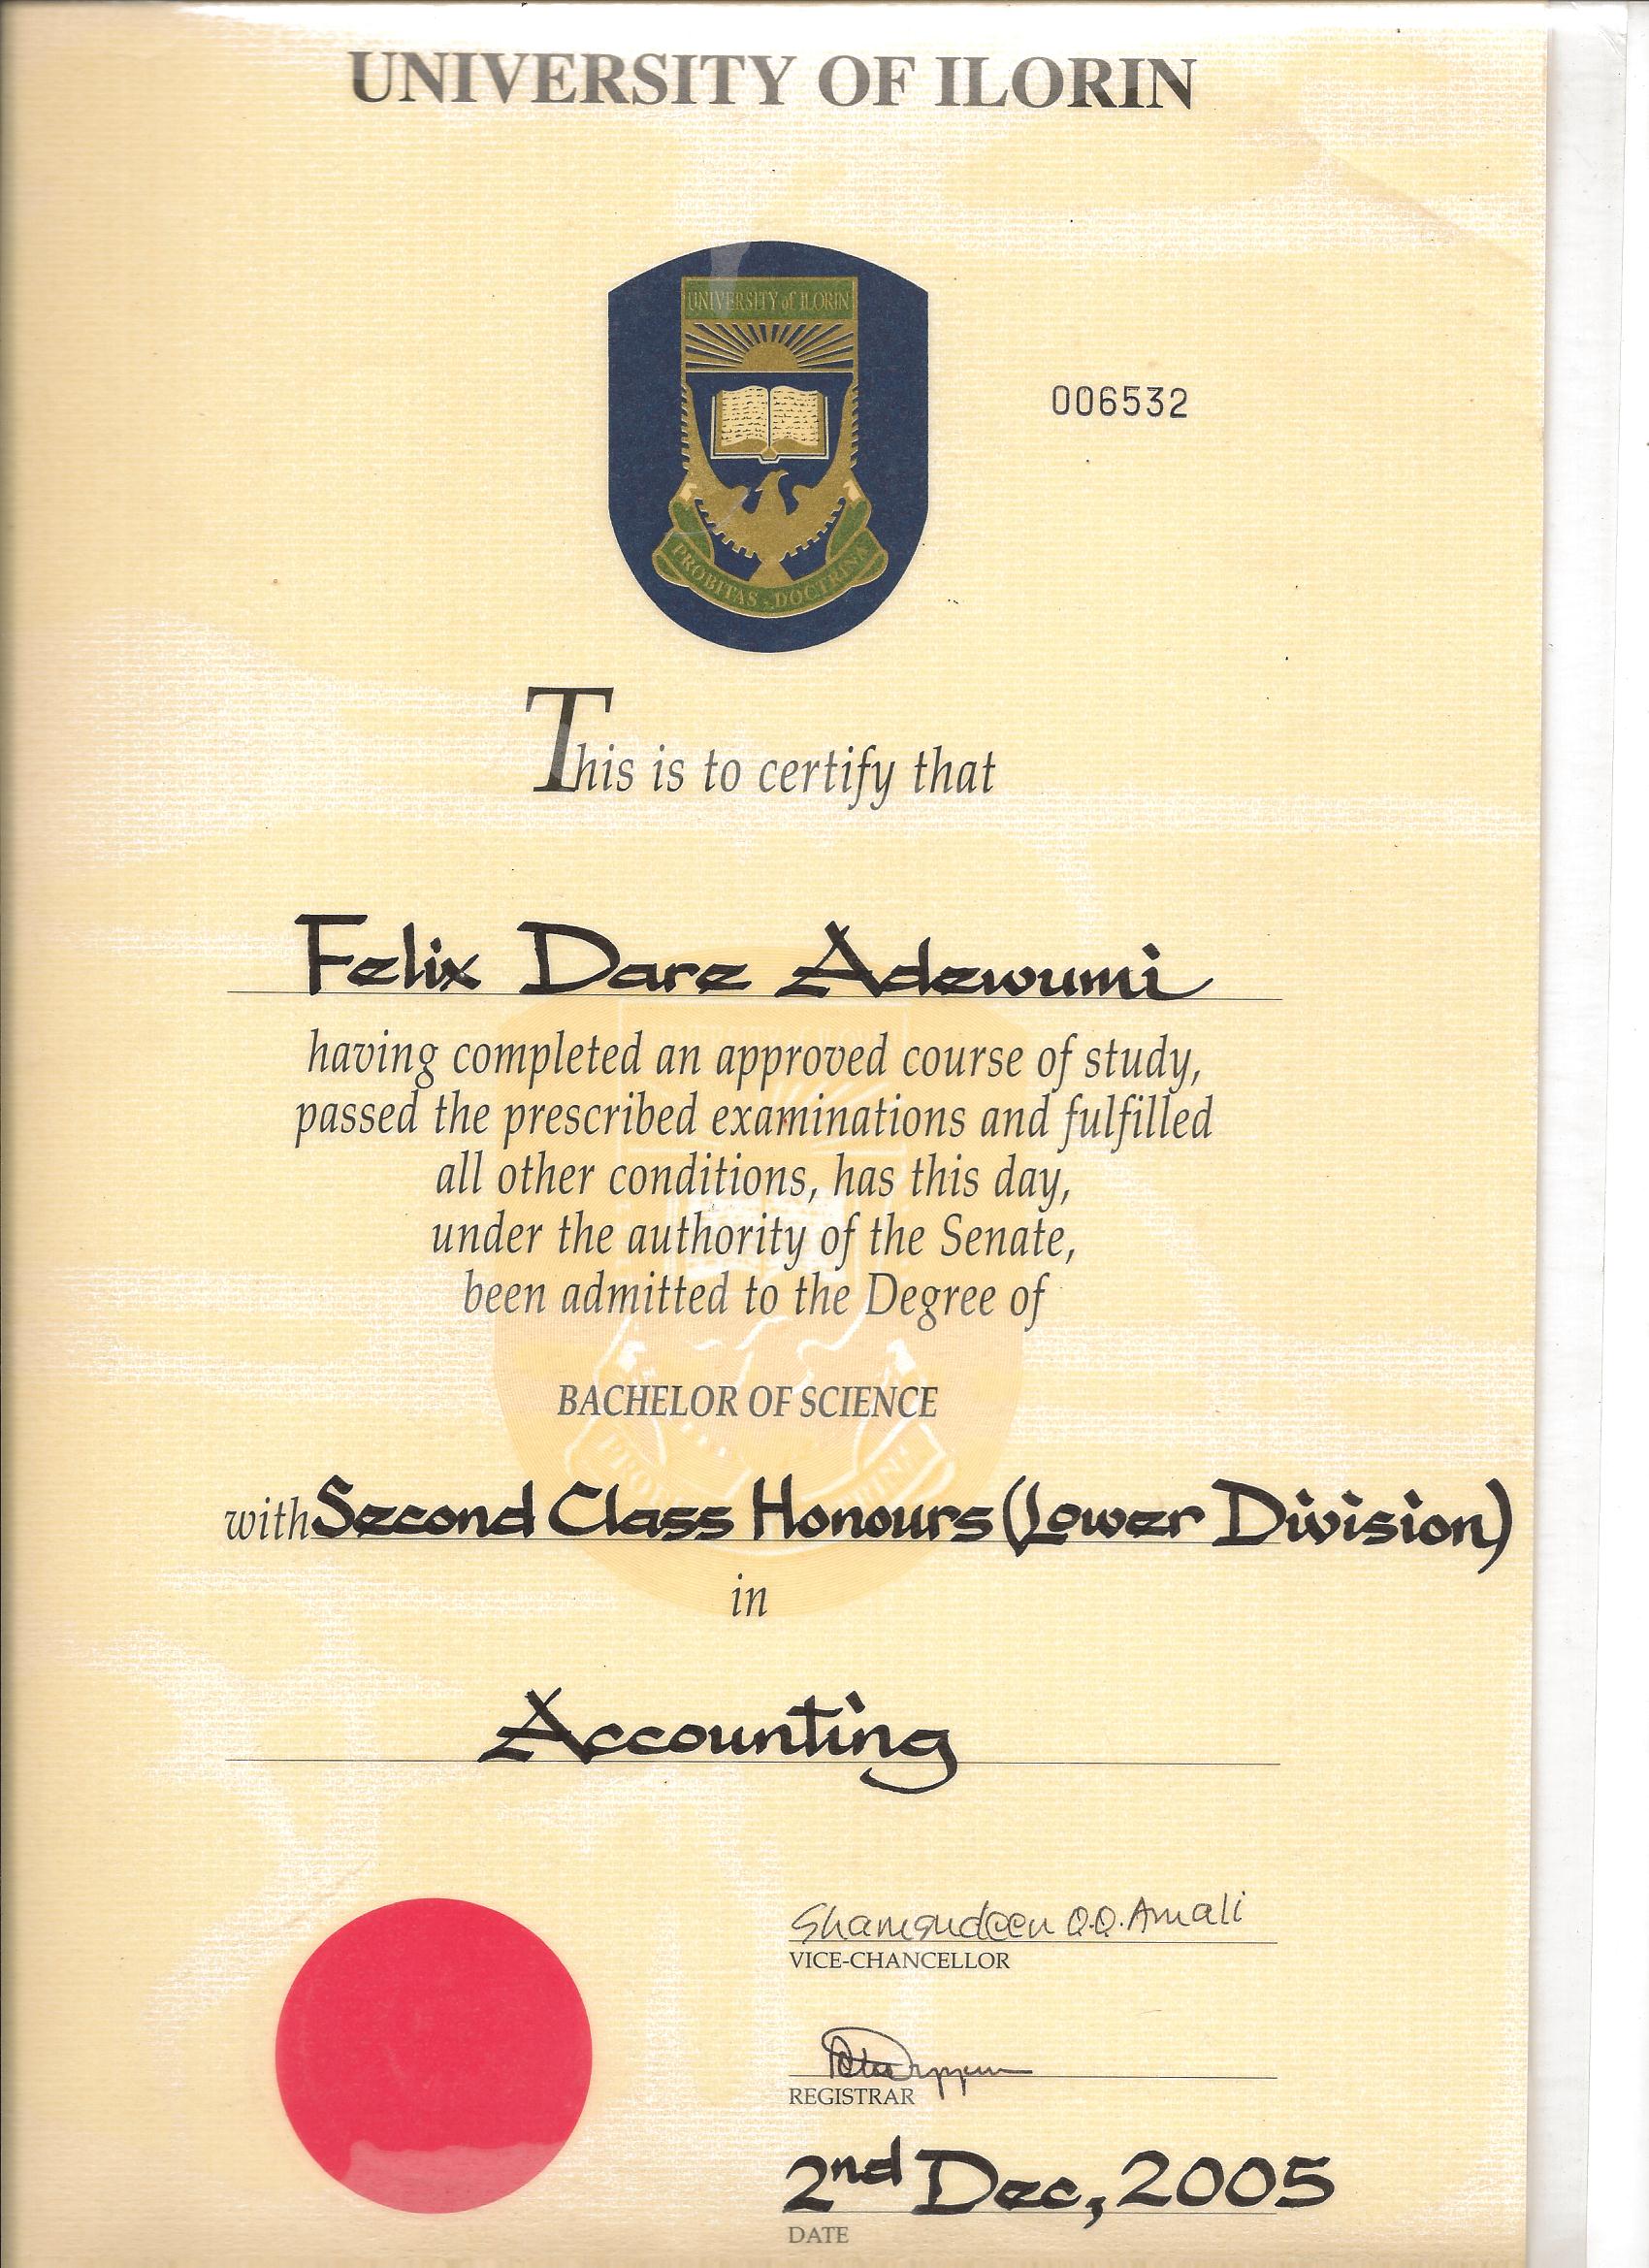 UNIVERSITY OF ILORIN
UNIVERSITY of ILORIN
006532
PROBITAS - DOCTRINA
This is to certify that
Felix Dare Adewumi
having completed an approved course of study,
passed the prescribed examinations and fulfilled
all other conditions, has this day,
under the authority of the Senate,
been admitted to the Degree of
BACHELOR OF SCIENCE
with Second Class Honours (Lower Division)
in
Accounting
Shamsudeen O.O. Amali
VICE-CHANCELLOR
REGISTRAR
2nd Dec, 2005
DATE